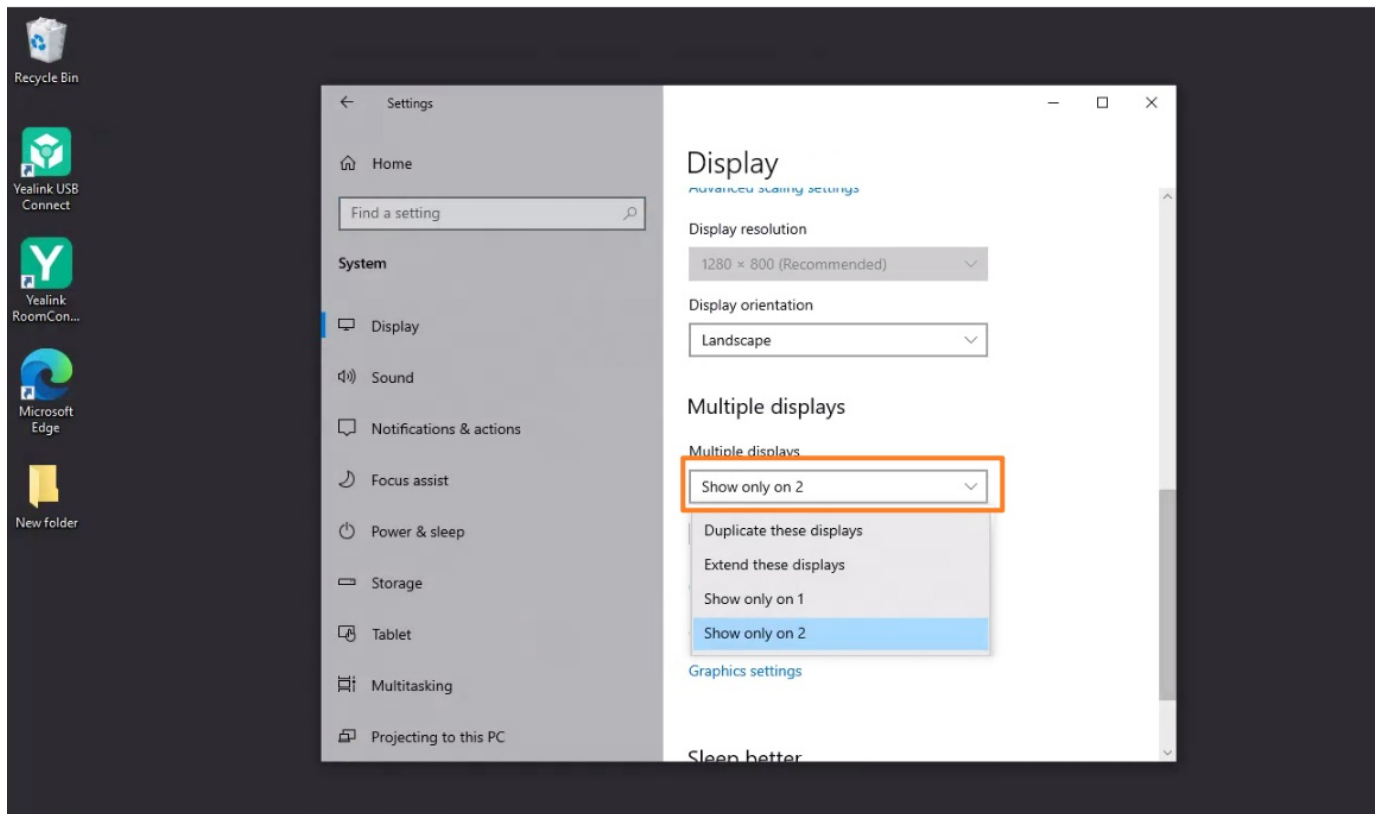 Recycle Bin
Yealink USB
Connect
Yealink
RoomCon...
Microsoft
Edge
New folder
Settings
Home
Find a setting
System
Display
Sound
Notifications & actions
Focus assist
Power & sleep
Storage
Tablet
Multitasking
Projecting to this PC
Display
Advanced scaling settings
Display resolution
1280 × 800 (Recommended)
Display orientation
Landscape
Multiple displays
Multiple displays
Show only on 2
Duplicate these displays
Extend these displays
Show only on 1
Show only on 2
Graphics settings
Sleep better